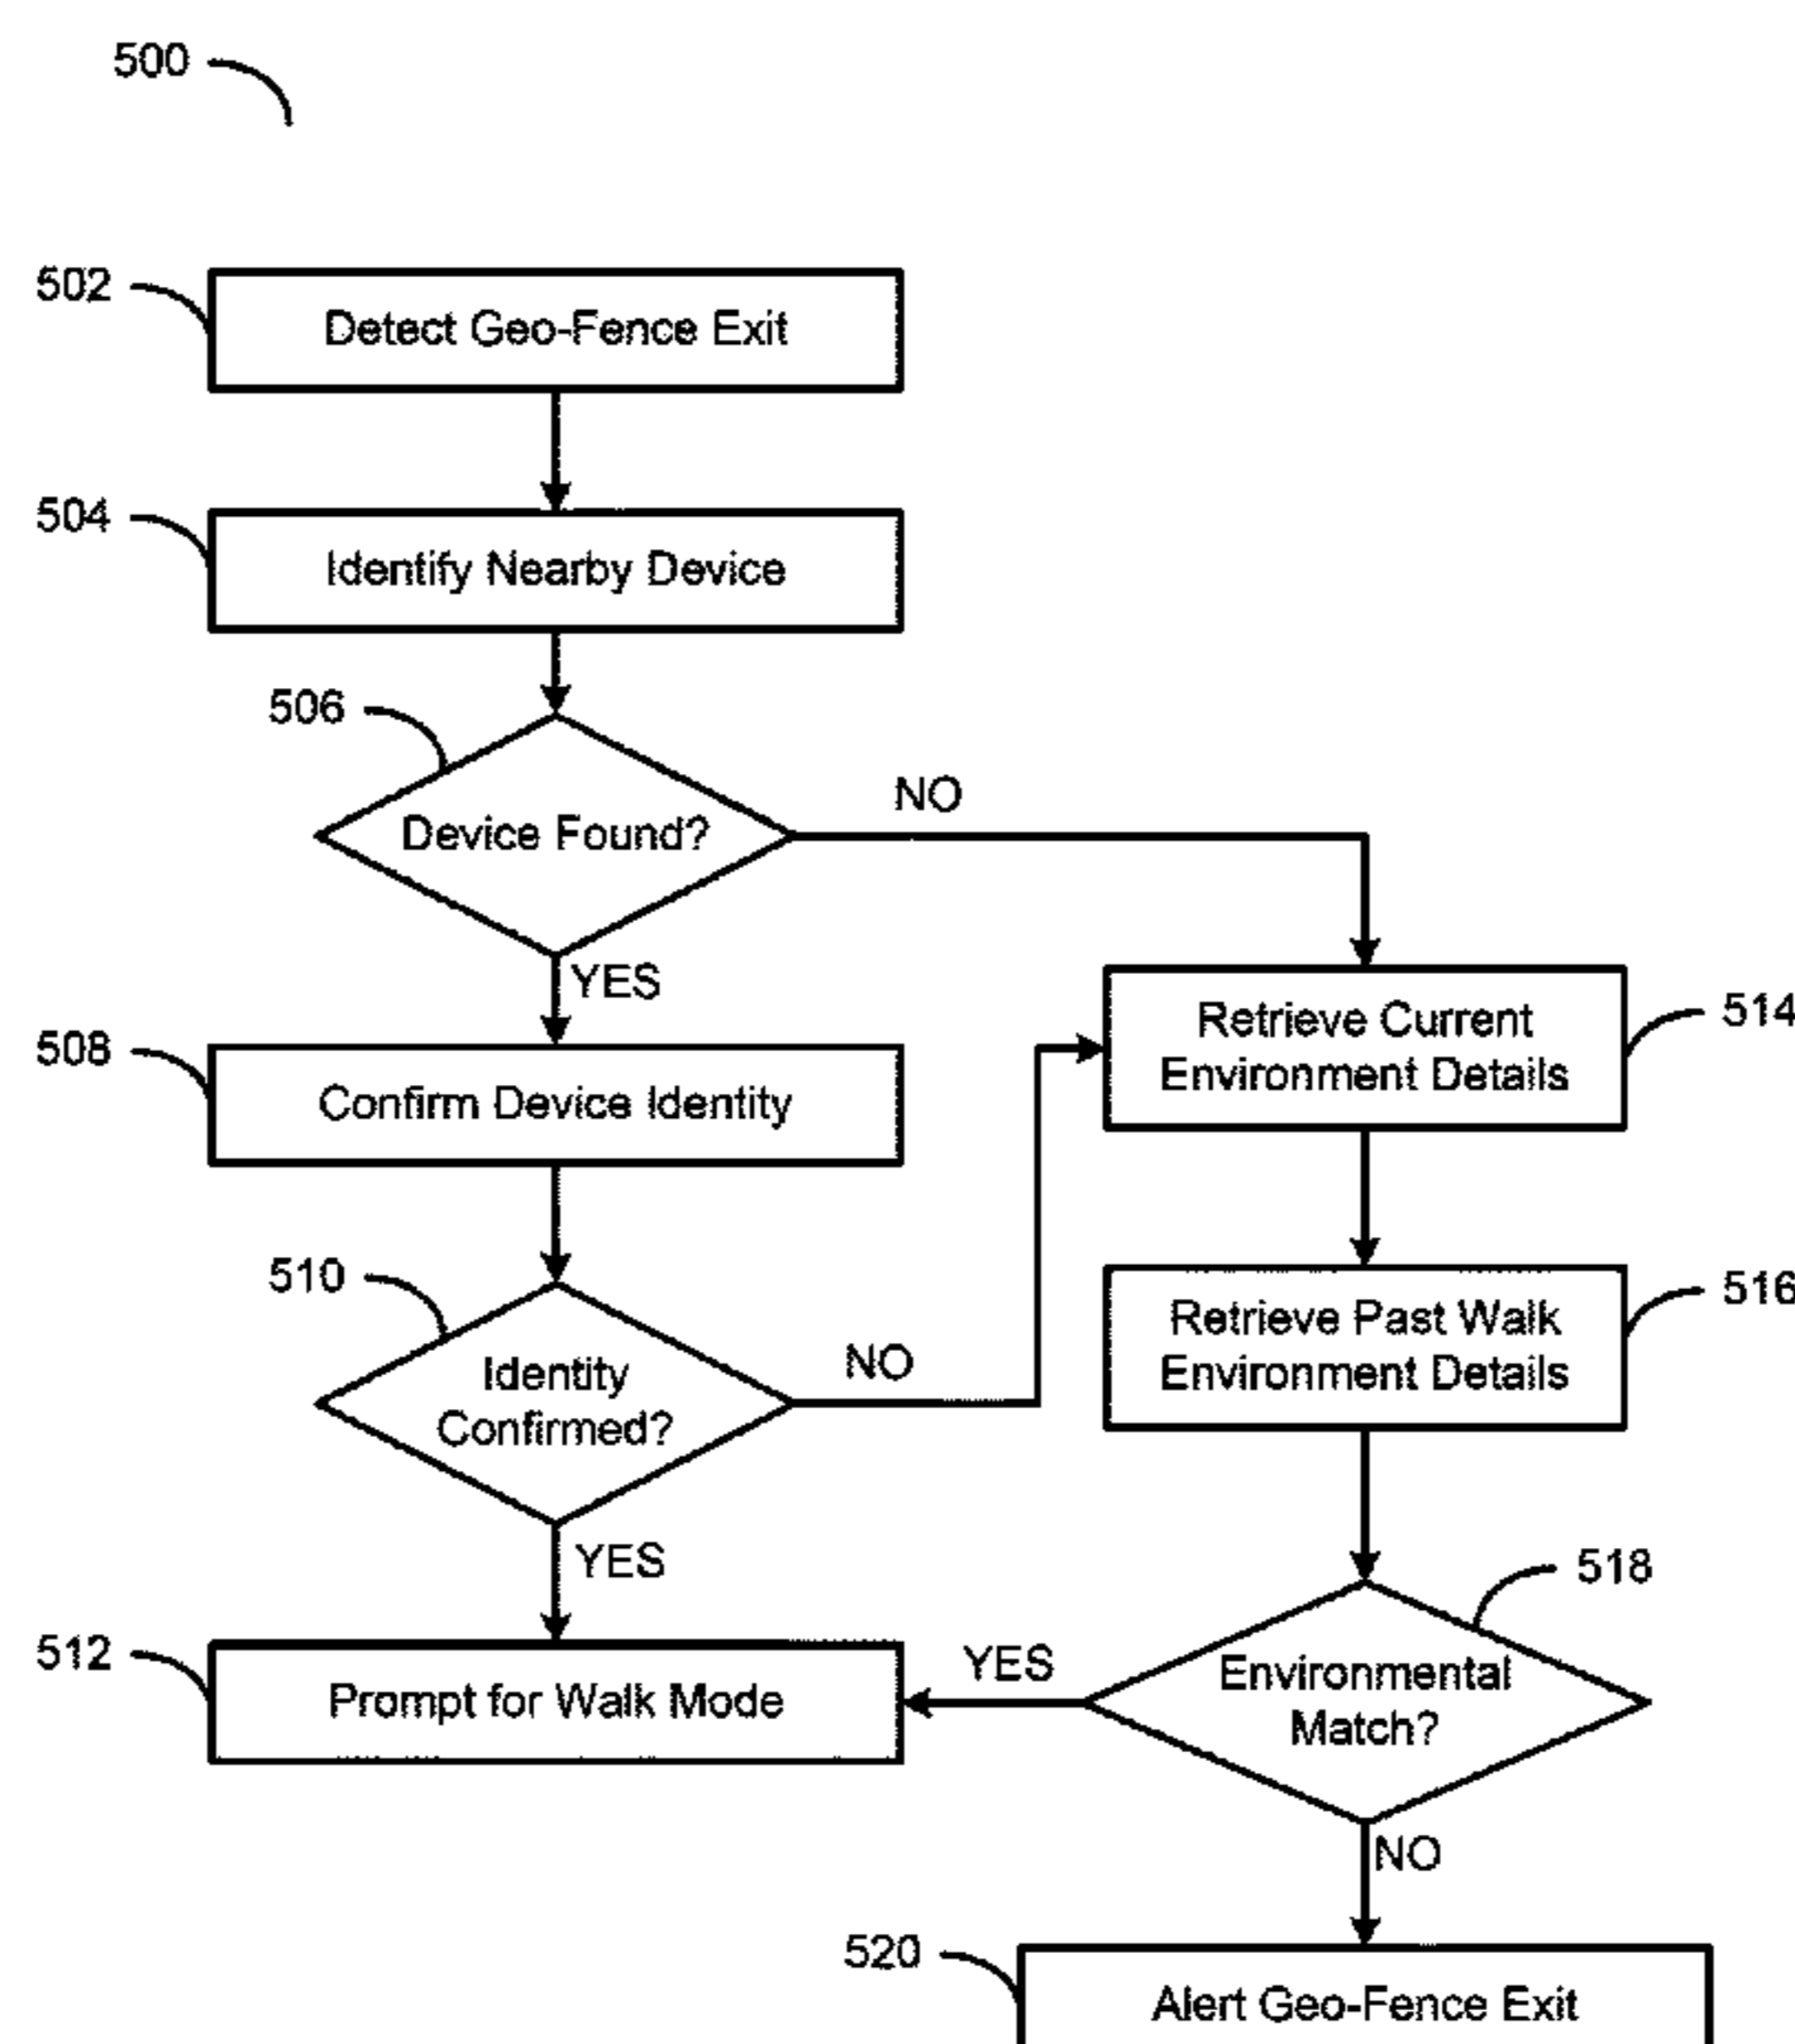 500
502
Detect Geo-Fence Exit
504
Identify Nearby Device
506
Device Found?
NO
YES
508
Confirm Device Identity
514
Retrieve Current
Environment Details
510
Identity
Confirmed?
NO
YES
516
Retrieve Past Walk
Environment Details
512
Prompt for Walk Mode
518
Environmental
Match?
YES
NO
520
Alert Geo-Fence Exit